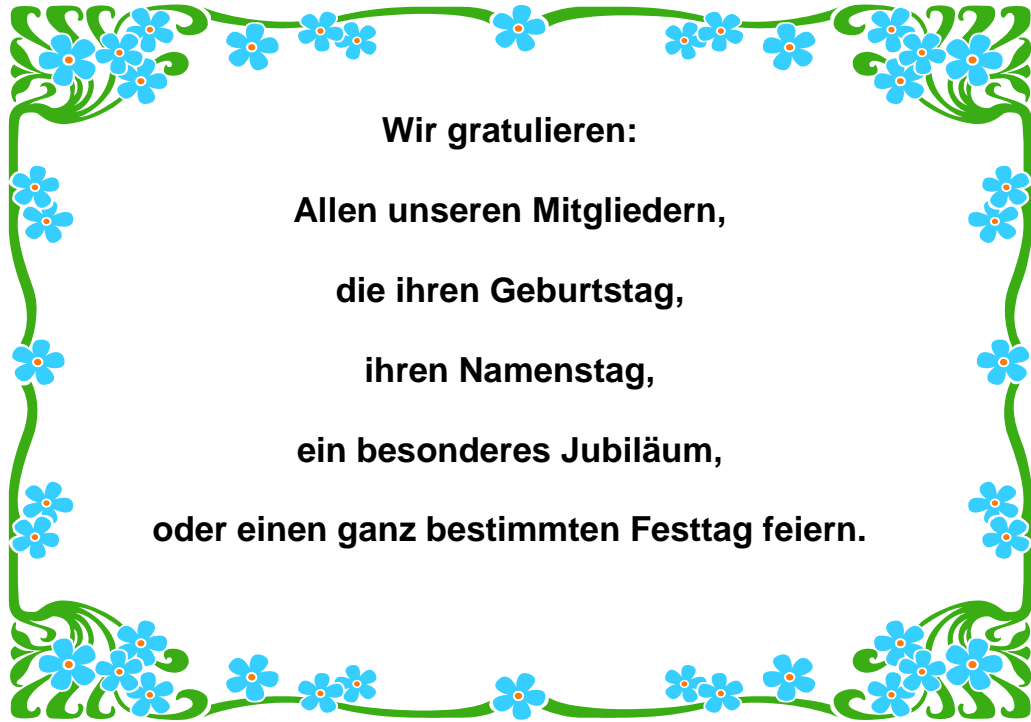 Wir gratulieren:
Allen unseren Mitgliedern,
die ihren Geburtstag,
ihren Namenstag,
ein besonderes Jubiläum,
oder einen ganz bestimmten Festtag feiern.